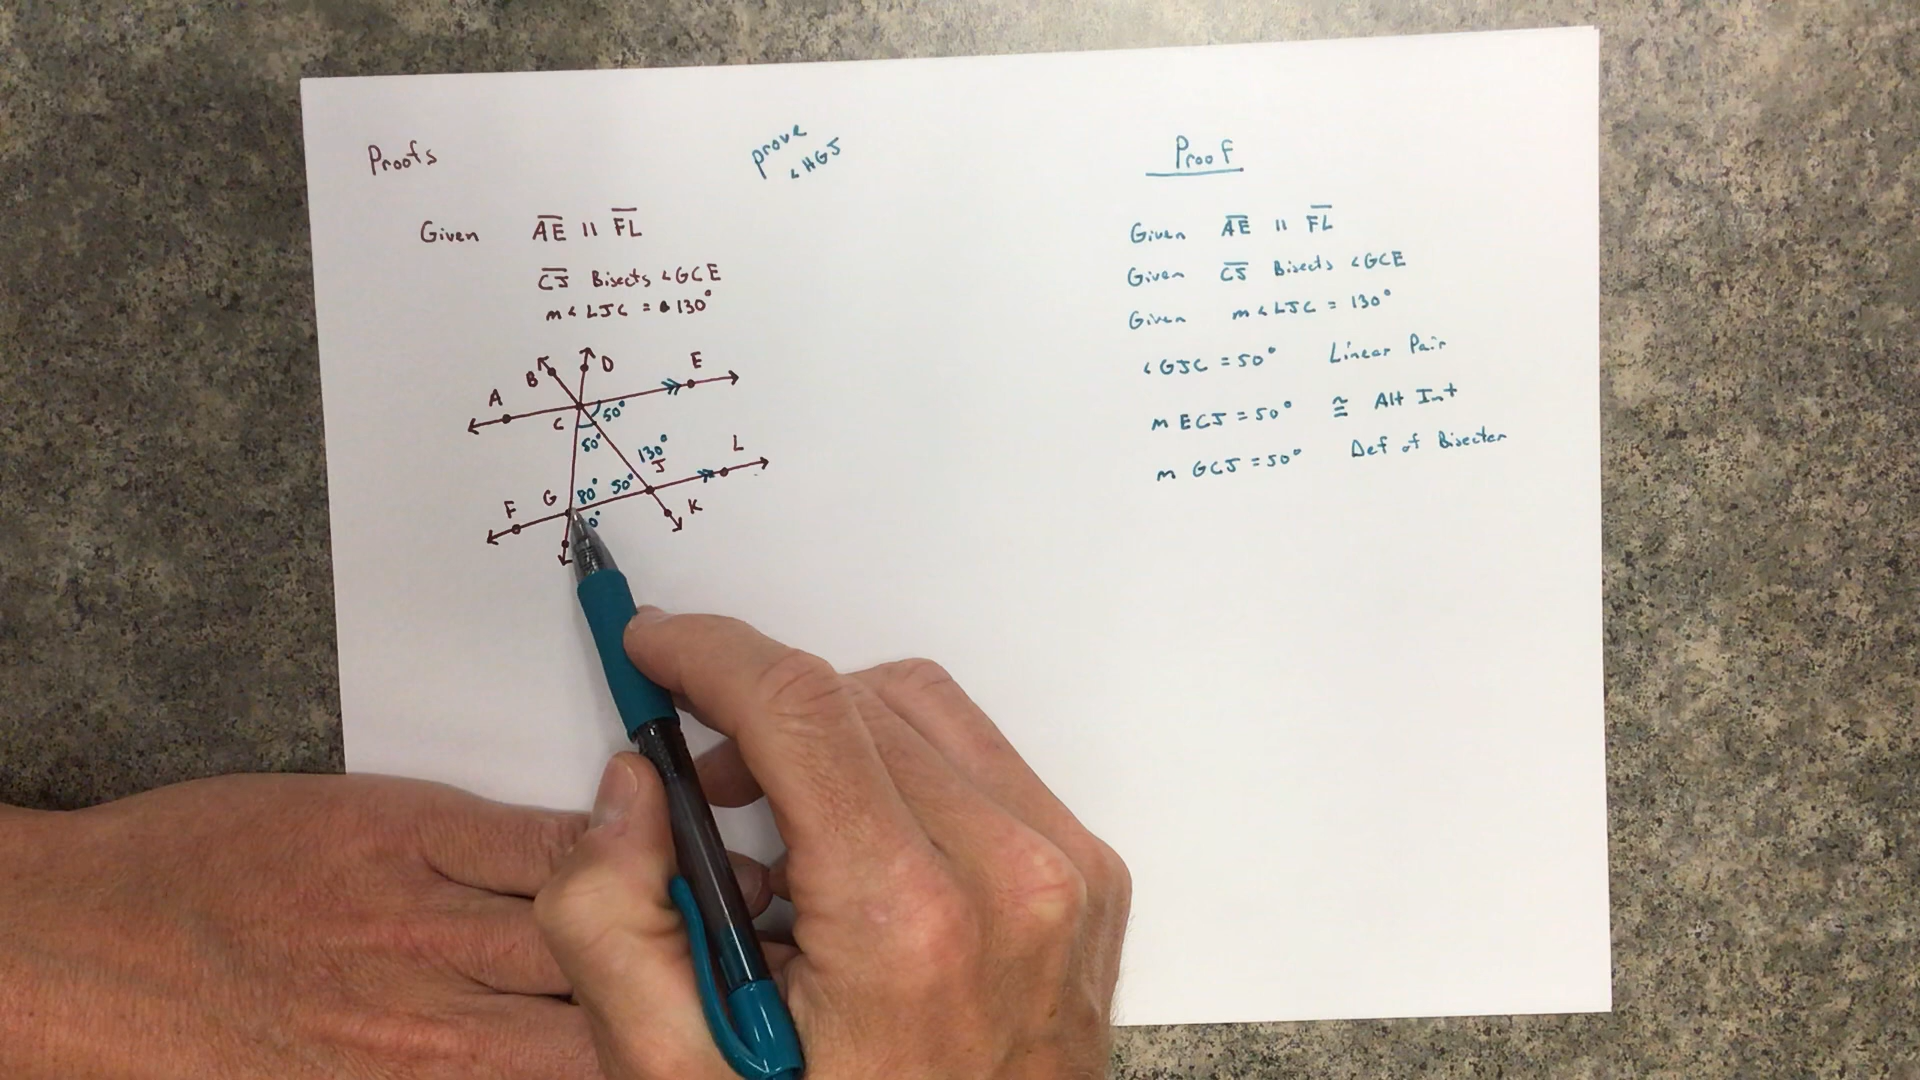 Proofs
prove
∠HGJ
Given AE || FL
CJ Bisects ∠GCE
m∠LJC = 130°
B
D
E
A
C
50°
50°
130°
J
L
G
80°
50°
F
K
Proof
Given AE || FL
Given CJ Bisects ∠GCE
Given m∠LJC = 130°
∠GJC = 50° Linear Pair
m ECJ = 50° ≅ Alt Int
m GCJ = 50° Def of Bisecter